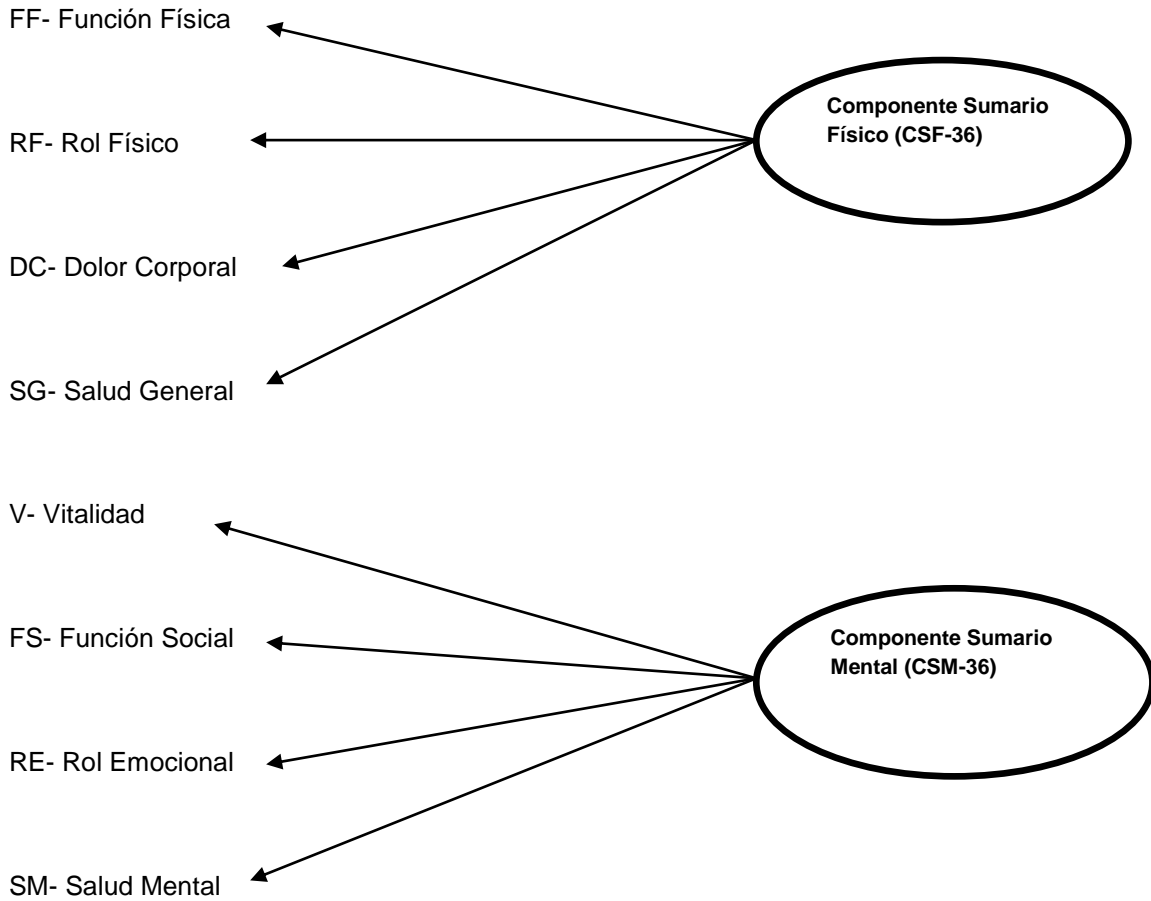 FF- Función Física
Componente Sumario
Físico (CSF-36)
RF- Rol Físico
DC- Dolor Corporal
SG- Salud General
V- Vitalidad
FS- Función Social
Componente Sumario
Mental (CSM-36)
RE- Rol Emocional
SM- Salud Mental